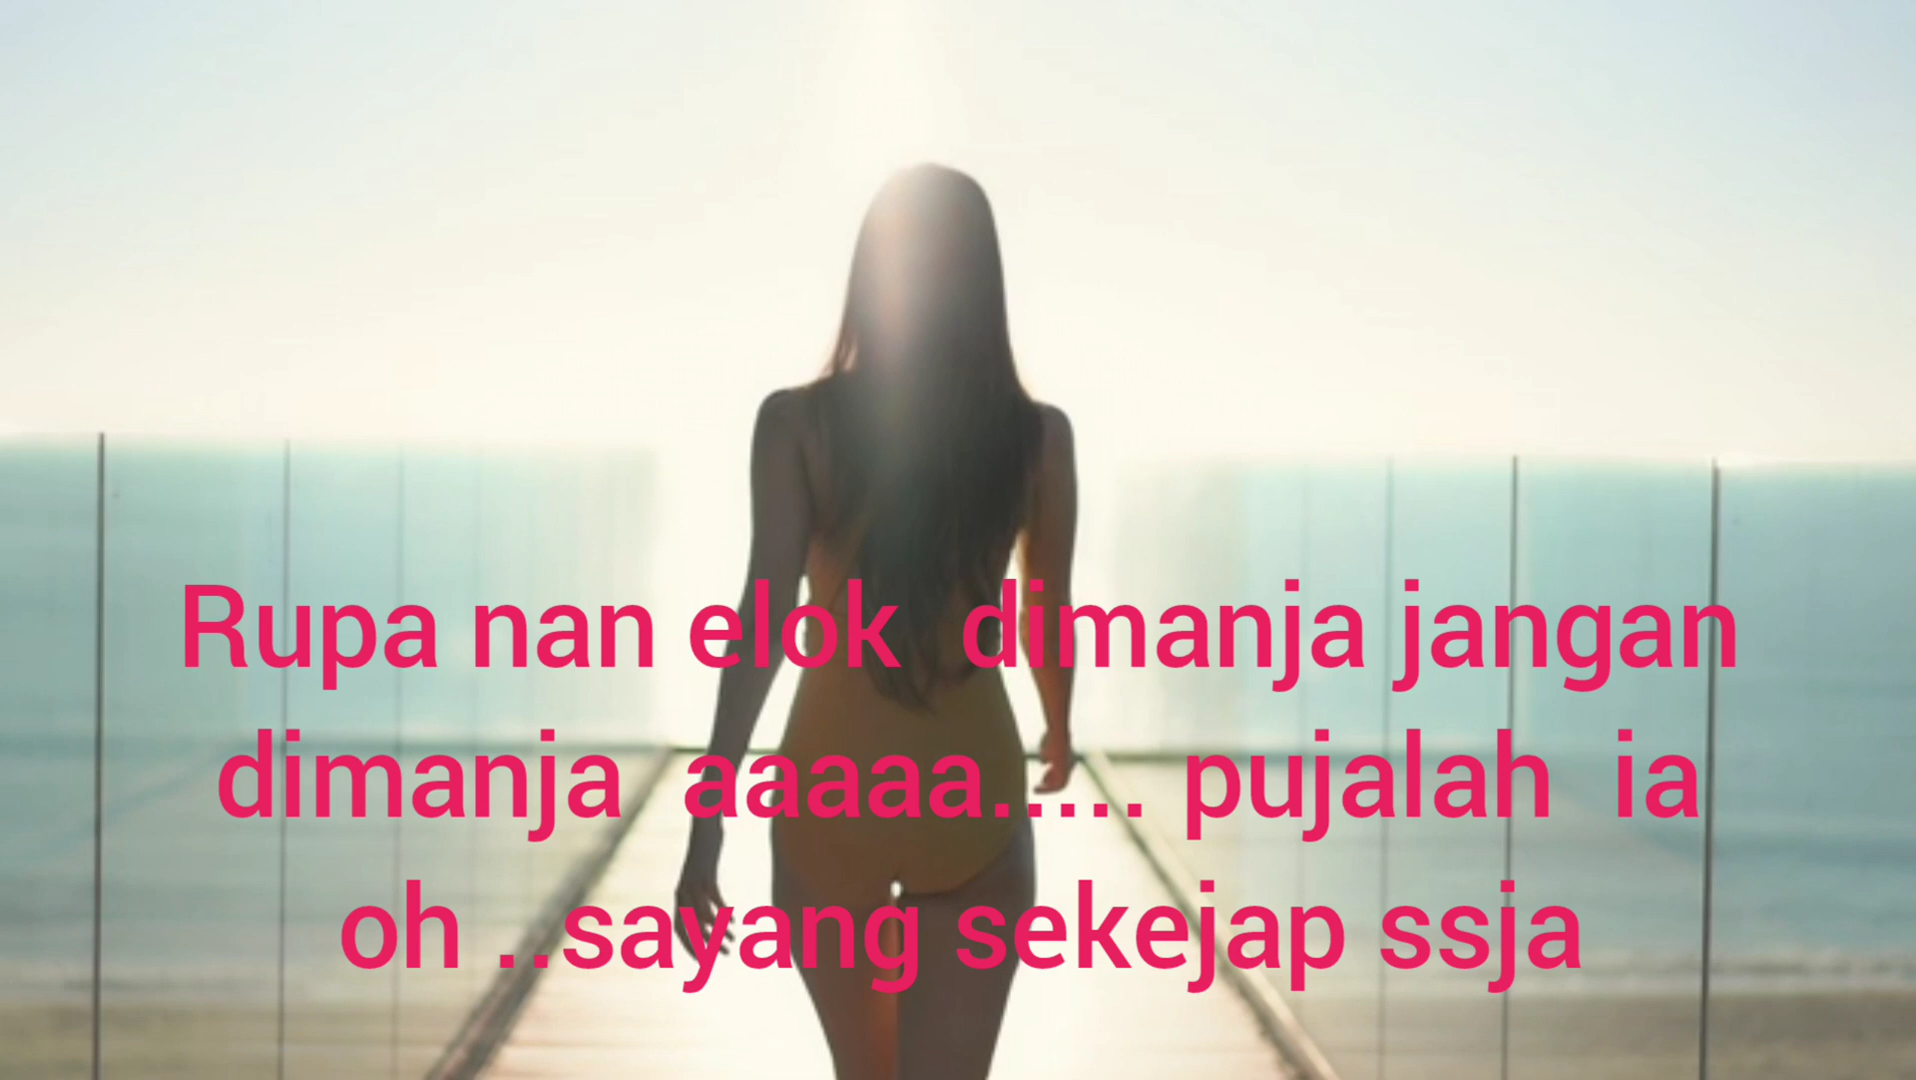 Rupa nan elok dimanja jangan
dimanja aaaaa..... pujalah ia
oh ..sayang sekejap ssja